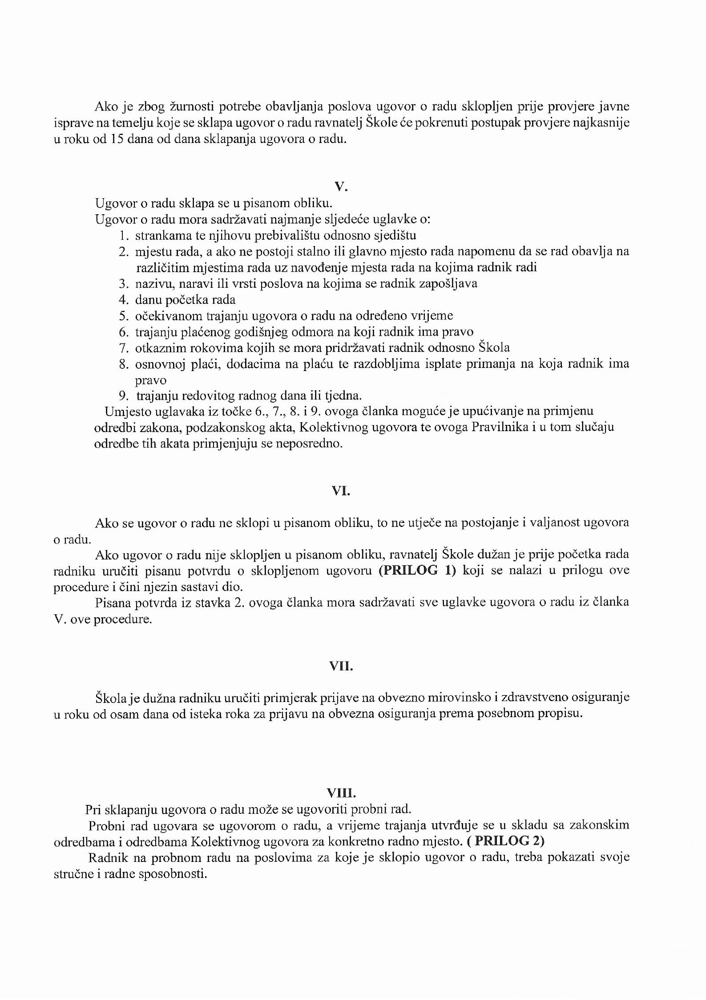 Ako je zbog žurnosti potrebe obavljanja poslova ugovor o radu sklopljen prije provjere javne
isprave na temelju koje se sklapa ugovor o radu ravnatelj Škole će pokrenuti postupak provjere najkasnije
u roku od 15 dana od dana sklapanja ugovora o radu.
V.
Ugovor o radu sklapa se u pisanom obliku.
Ugovor o radu mora sadržavati najmanje sljedeće uglavke o:
1. strankama te njihovu prebivalištu odnosno sjedištu
2. mjestu rada, a ako ne postoji stalno ili glavno mjesto rada napomenu da se rad obavlja na
različitim mjestima rada uz navođenje mjesta rada na kojima radnik radi
3. nazivu, naravi ili vrsti poslova na kojima se radnik zapošljava
4. danu početka rada
5. očekivanom trajanju ugovora o radu na određeno vrijeme
6. trajanju plaćenog godišnjeg odmora na koji radnik ima pravo
7. otkaznim rokovima kojih se mora pridržavati radnik odnosno Škola
8. osnovnoj plaći, dodacima na plaću te razdobljima isplate primanja na koja radnik ima
pravo
9. trajanju redovitog radnog dana ili tjedna.
Umjesto uglavaka iz točke 6., 7., 8. i 9. ovoga članka moguće je upućivanje na primjenu
odredbi zakona, podzakonskog akta, Kolektivnog ugovora te ovoga Pravilnika i u tom slučaju
odredbe tih akata primjenjuju se neposredno.
VI.
Ako se ugovor o radu ne sklopi u pisanom obliku, to ne utječe na postojanje i valjanost ugovora
o radu.
Ako ugovor o radu nije sklopljen u pisanom obliku, ravnatelj Škole dužan je prije početka rada
radniku uručiti pisanu potvrdu o sklopljenom ugovoru (PRILOG 1) koji se nalazi u prilogu ove
procedure i čini njezin sastavi dio.
Pisana potvrda iz stavka 2. ovoga članka mora sadržavati sve uglavke ugovora o radu iz članka
V. ove procedure.
VII.
Škola je dužna radniku uručiti primjerak prijave na obvezno mirovinsko i zdravstveno osiguranje
u roku od osam dana od isteka roka za prijavu na obvezna osiguranja prema posebnom propisu.
VIII.
Pri sklapanju ugovora o radu može se ugovoriti probni rad.
Probni rad ugovara se ugovorom o radu, a vrijeme trajanja utvrđuje se u skladu sa zakonskim
odredbama i odredbama Kolektivnog ugovora za konkretno radno mjesto. ( PRILOG 2)
Radnik na probnom radu na poslovima za koje je sklopio ugovor o radu, treba pokazati svoje
stručne i radne sposobnosti.